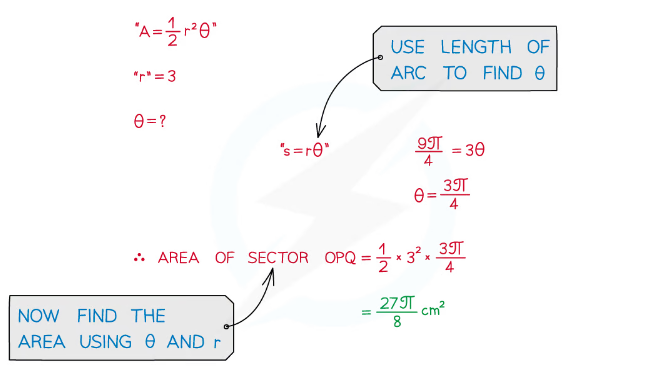 "A = 1/2 r²θ"
USE LENGTH OF
ARC TO FIND θ
"r" = 3
θ = ?
"s = rθ"
9π/4 = 3θ
θ = 3π/4
∴ AREA OF SECTOR OPQ = 1/2 × 3² × 3π/4
NOW FIND THE
AREA USING θ AND r
= 27π/8 cm²